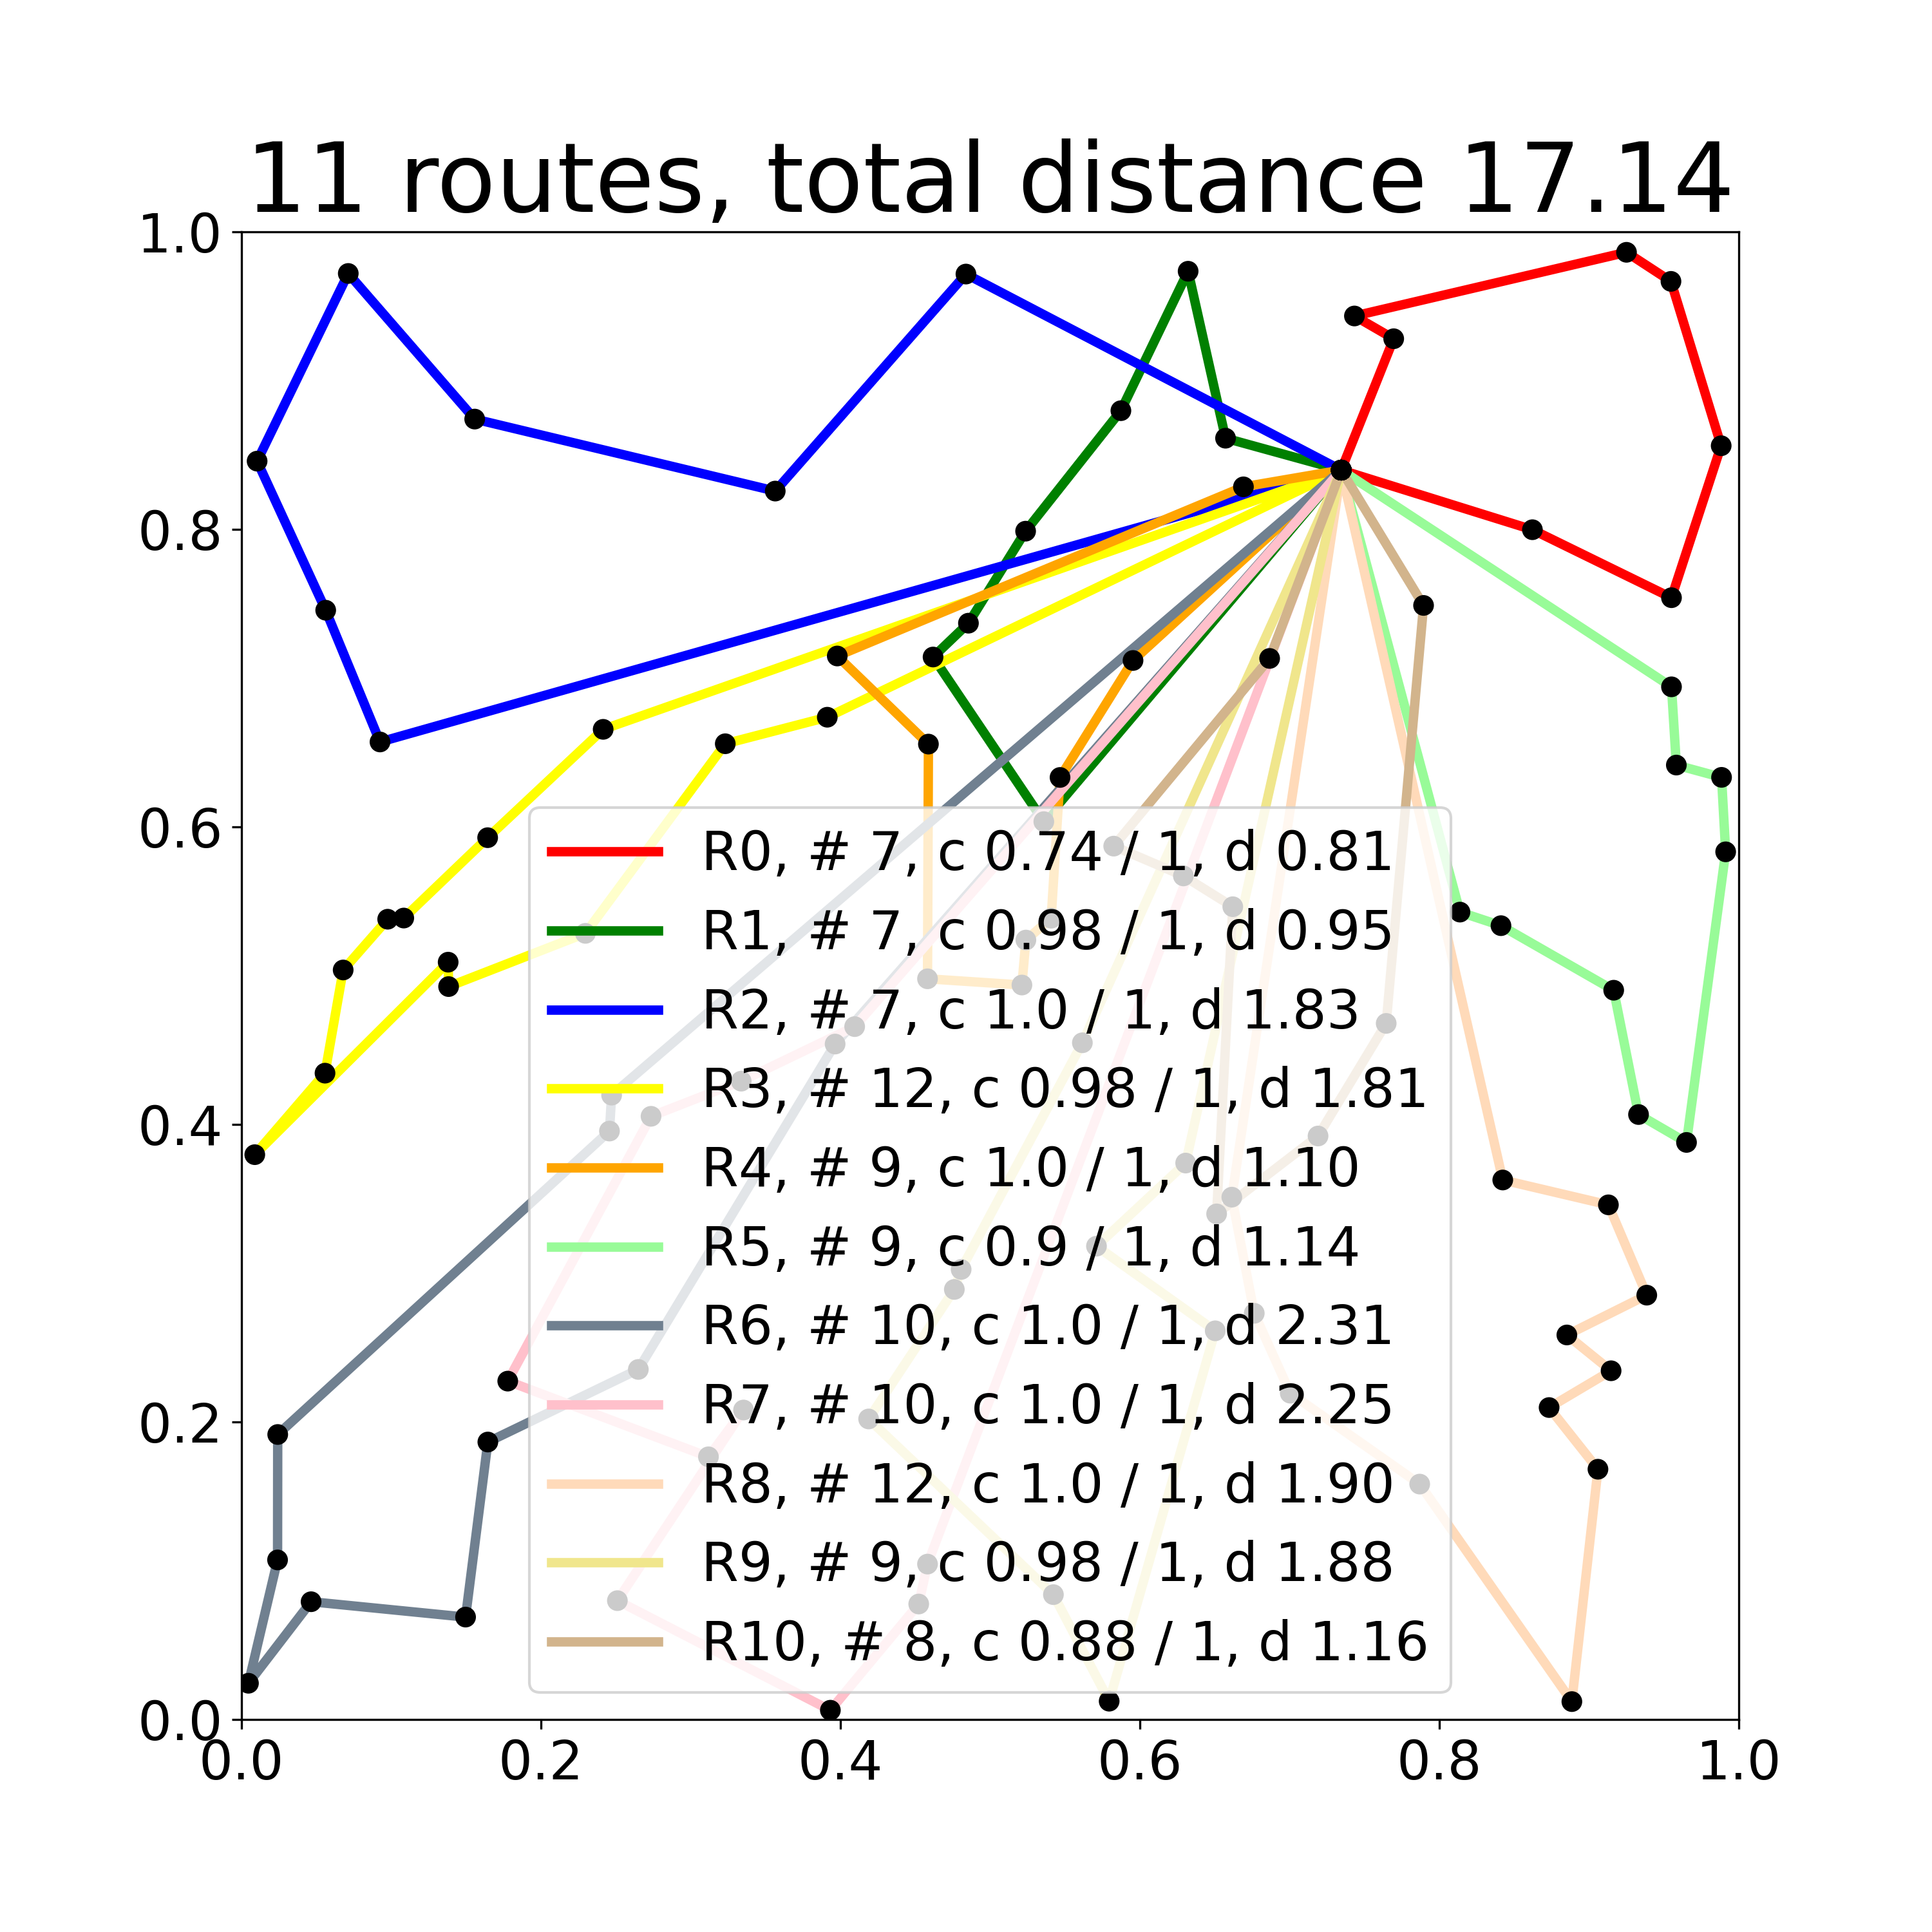 11 routes, total distance 17.14
1.0
0.8
0.6
0.4
0.2
0.0
R0, # 7, c 0.74 / 1, d 0.81
R1, # 7, c 0.98 / 1, d 0.95
R2, # 7, c 1.0 / 1, d 1.83
R3, # 12, c 0.98 / 1, d 1.81
R4, # 9, c 1.0 / 1, d 1.10
R5, # 9, c 0.9 / 1, d 1.14
R6, # 10, c 1.0 / 1, d 2.31
R7, # 10, c 1.0 / 1, d 2.25
R8, # 12, c 1.0 / 1, d 1.90
R9, # 9, c 0.98 / 1, d 1.88
R10, # 8, c 0.88 / 1, d 1.16
0.0 0.2 0.4 0.6 0.8 1.0